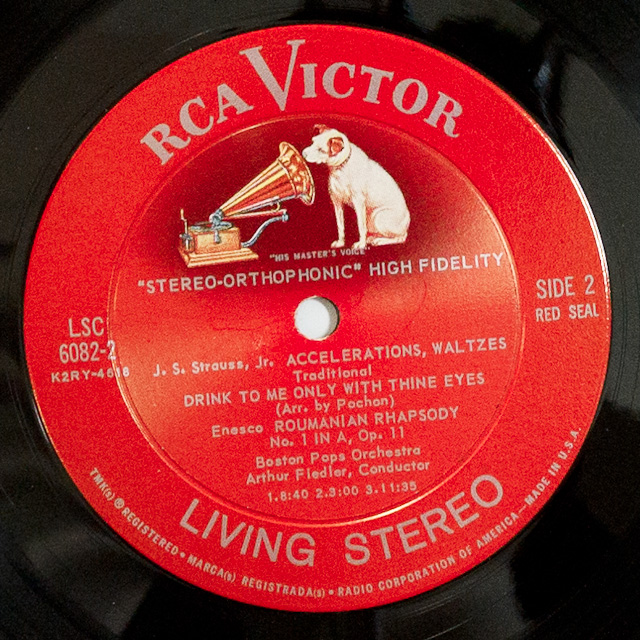 RCA VICTOR
"HIS MASTER'S VOICE"
"STEREO-ORTHOPHONIC" HIGH FIDELITY
SIDE 2
RED SEAL
LSC
6082-2
K2RY-4618
J. S. Strauss, Jr. ACCELERATIONS, WALTZES
Traditional
DRINK TO ME ONLY WITH THINE EYES
(Arr. by Pochon)
Enesco ROUMANIAN RHAPSODY
No. 1 IN A, Op. 11
Boston Pops Orchestra
Arthur Fiedler, Conductor
1.8:40 2.3:00 3.11:35
LIVING STEREO
TMK(s) ® REGISTERED • MARCA(s) REGISTRADA(s) • RADIO CORPORATION OF AMERICA—MADE IN U.S.A.